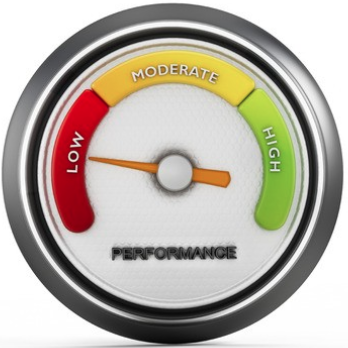 MODERATE
LOW
HIGH
PERFORMANCE